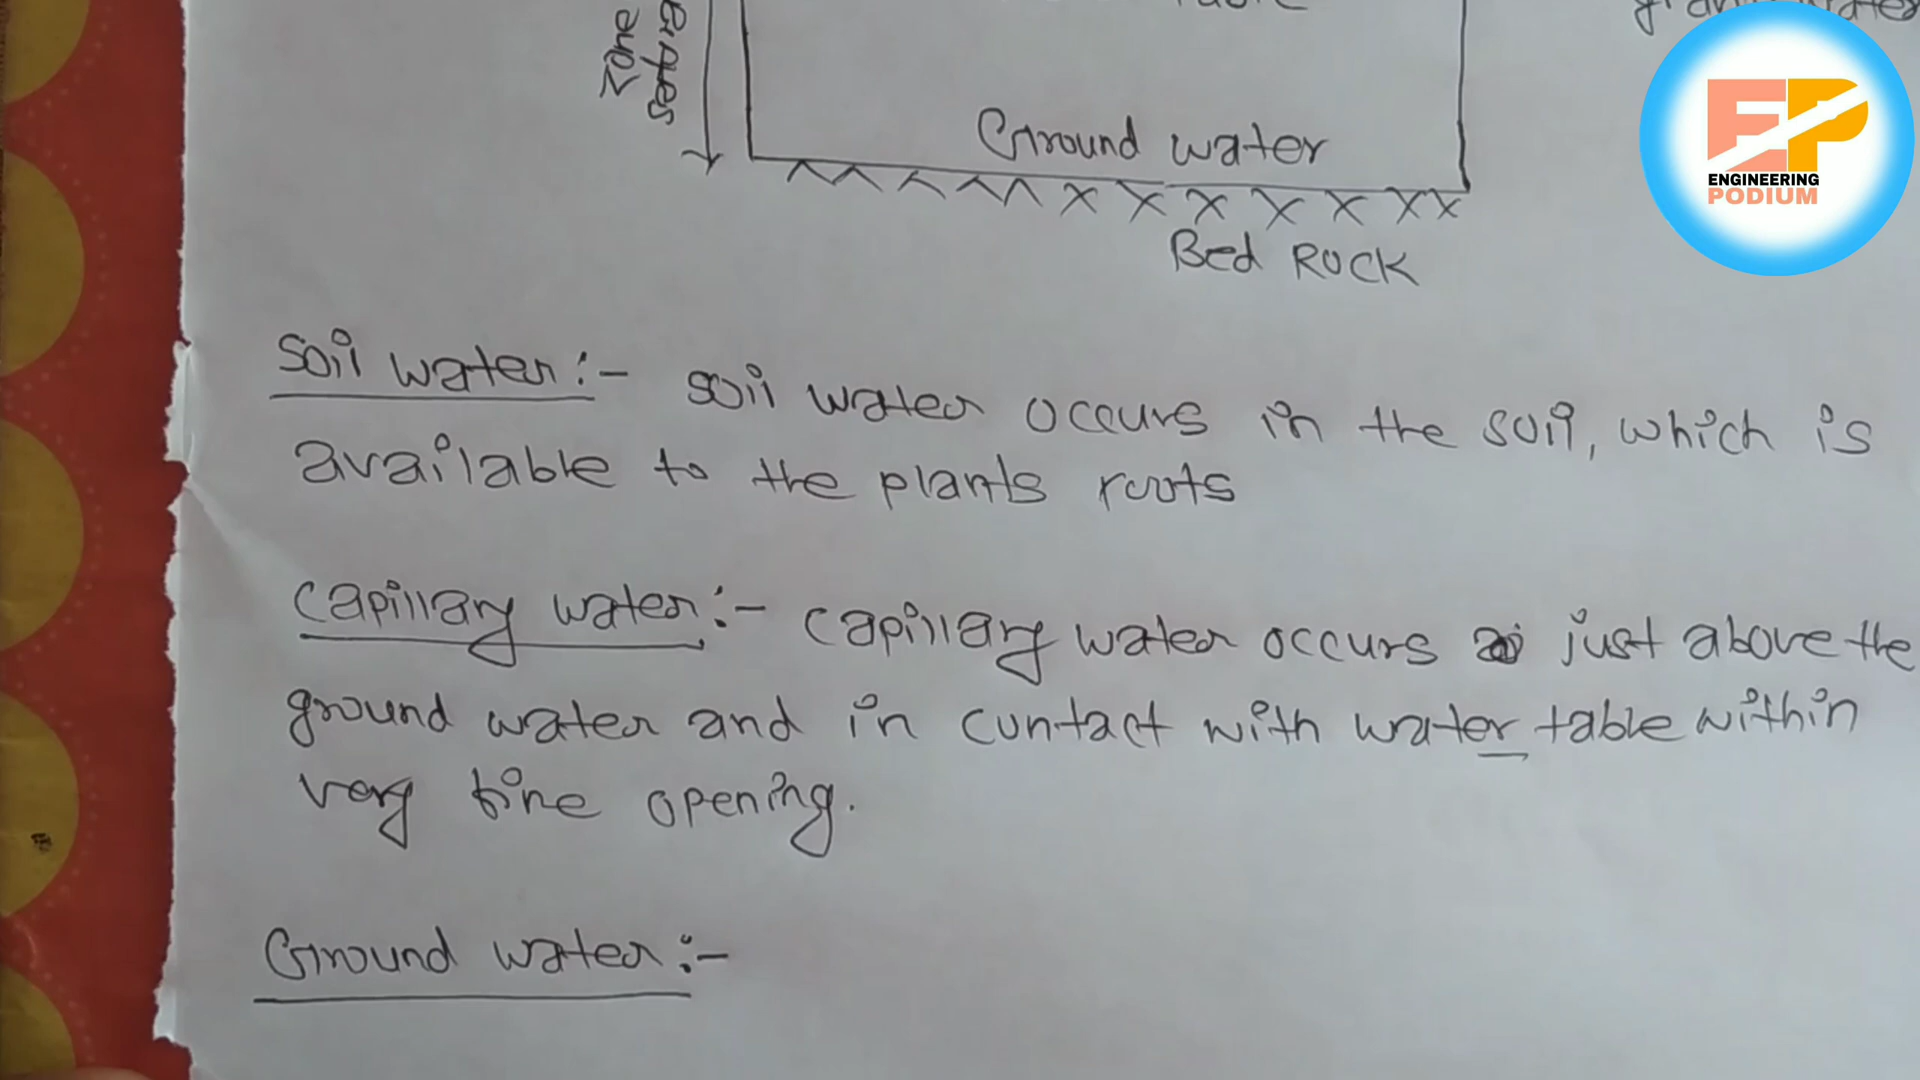 Ground water
Bed ROCK
ENGINEERING
PODIUM
Zone
Soil water:- soil water occurs in the soil, which is
available to the plants roots
Capillary water:- Capillary water occurs just above the
ground water and in contact with water table within
very fine opening.
Ground water:-